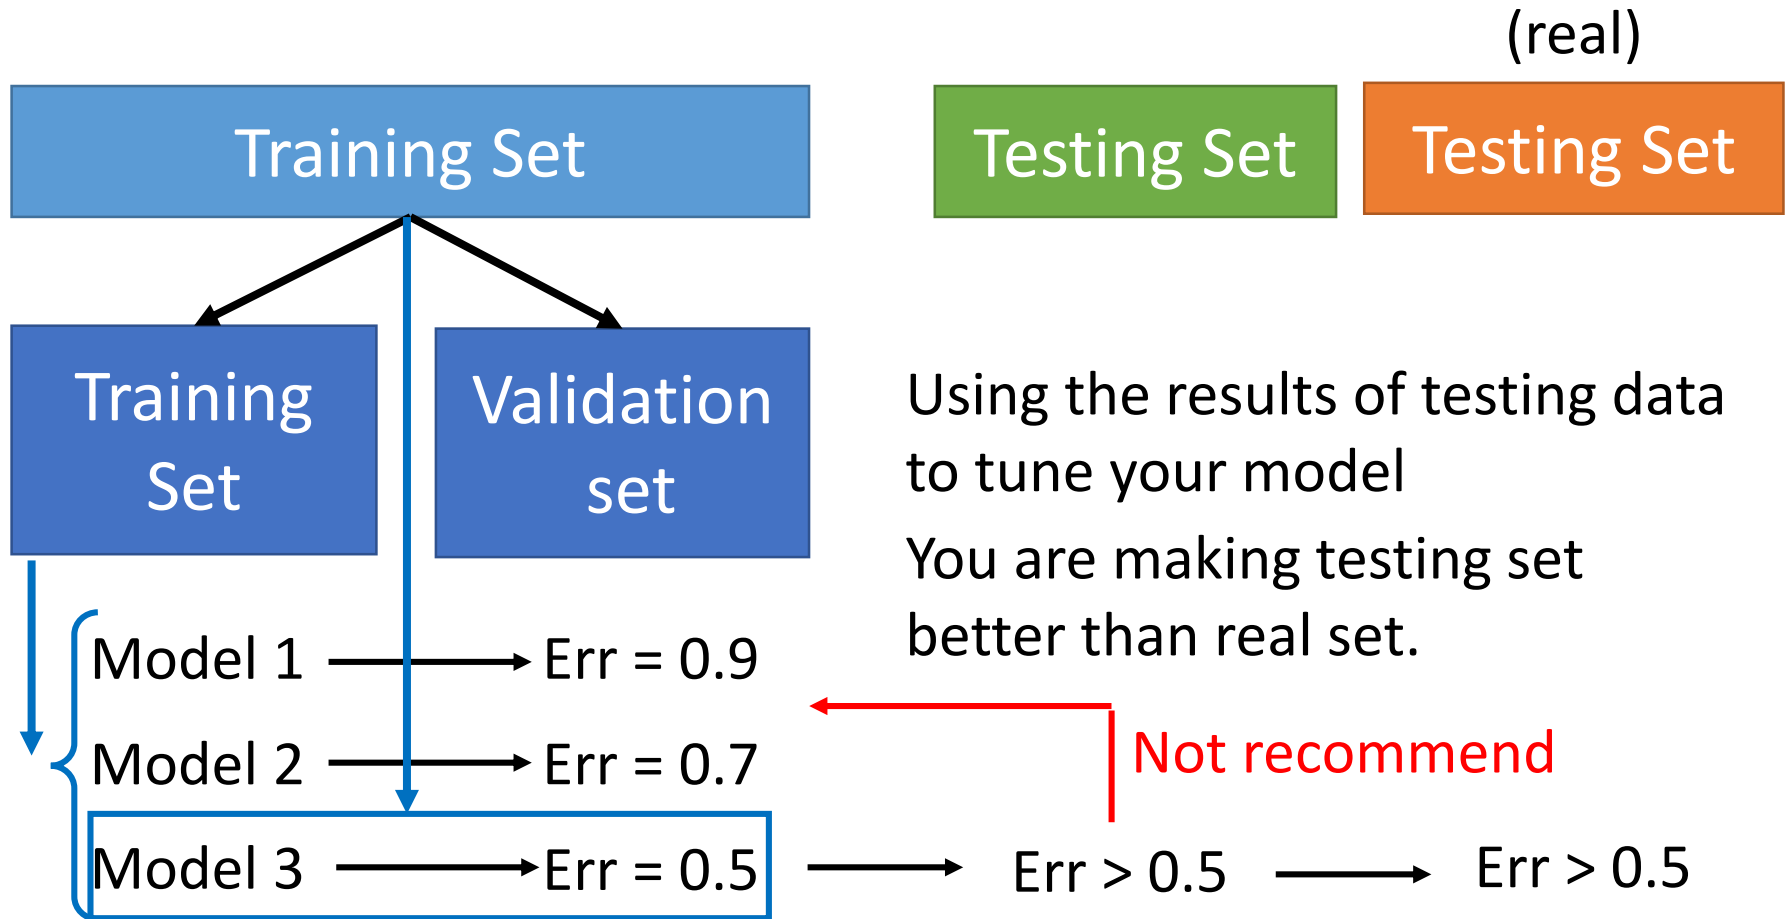 (real)
Training Set
Testing Set
Testing Set
Training
Set
Validation
set
Using the results of testing data
to tune your model
You are making testing set
better than real set.
Model 1
Err = 0.9
Model 2
Err = 0.7
Not recommend
Model 3
Err = 0.5
Err > 0.5
Err > 0.5